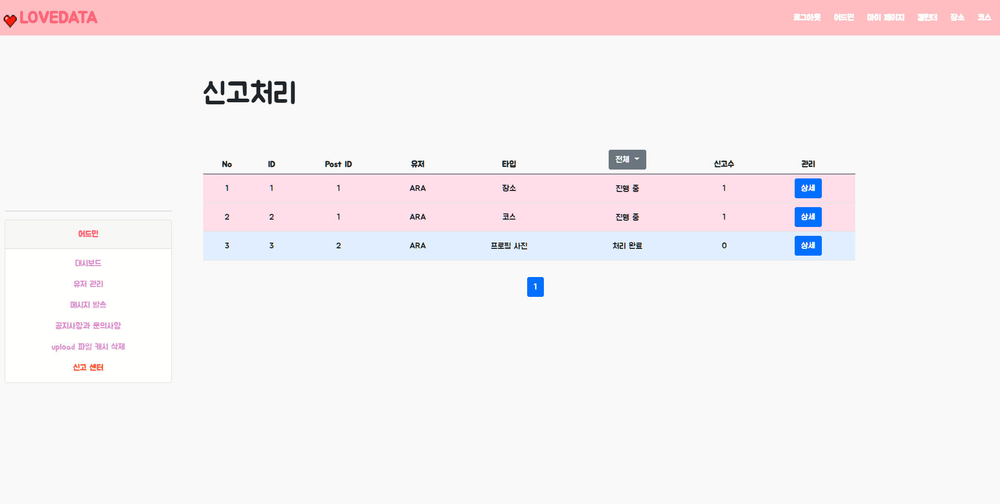 LOVEDATA
로그아웃 어드민 마이 페이지 캘린더 장소 코스
신고처리
No ID Post ID 유저 타입 전체 신고수 관리
1 1 1 ARA 장소 진행 중 1 상세
2 2 1 ARA 코스 진행 중 1 상세
3 3 2 ARA 프로필 사진 처리 완료 0 상세
1
어드민
대시보드
유저 관리
메시지 발송
공지사항과 문의사항
upload 파일 캐시 삭제
신고 센터